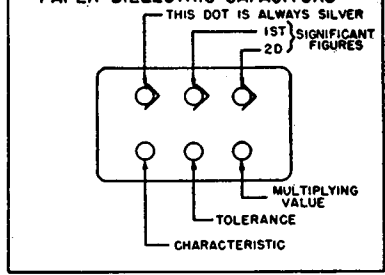 PAPER DIELECTRIC CAPACITORS
THIS DOT IS ALWAYS SILVER
1ST
2D
SIGNIFICANT
FIGURES
MULTIPLYING
VALUE
TOLERANCE
CHARACTERISTIC